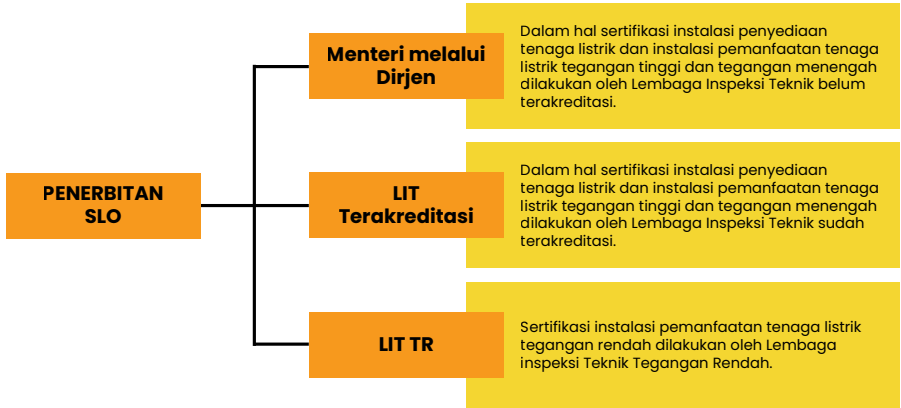 PENERBITAN
SLO
Menteri melalui
Dirjen
Dalam hal sertifikasi instalasi penyediaan
tenaga listrik dan instalasi pemanfaatan tenaga
listrik tegangan tinggi dan tegangan menengah
dilakukan oleh Lembaga Inspeksi Teknik belum
terakreditasi.
LIT
Terakreditasi
Dalam hal sertifikasi instalasi penyediaan
tenaga listrik dan instalasi pemanfaatan tenaga
listrik tegangan tinggi dan tegangan menengah
dilakukan oleh Lembaga Inspeksi Teknik sudah
terakreditasi.
LIT TR
Sertifikasi instalasi pemanfaatan tenaga listrik
tegangan rendah dilakukan oleh Lembaga
inspeksi Teknik Tegangan Rendah.